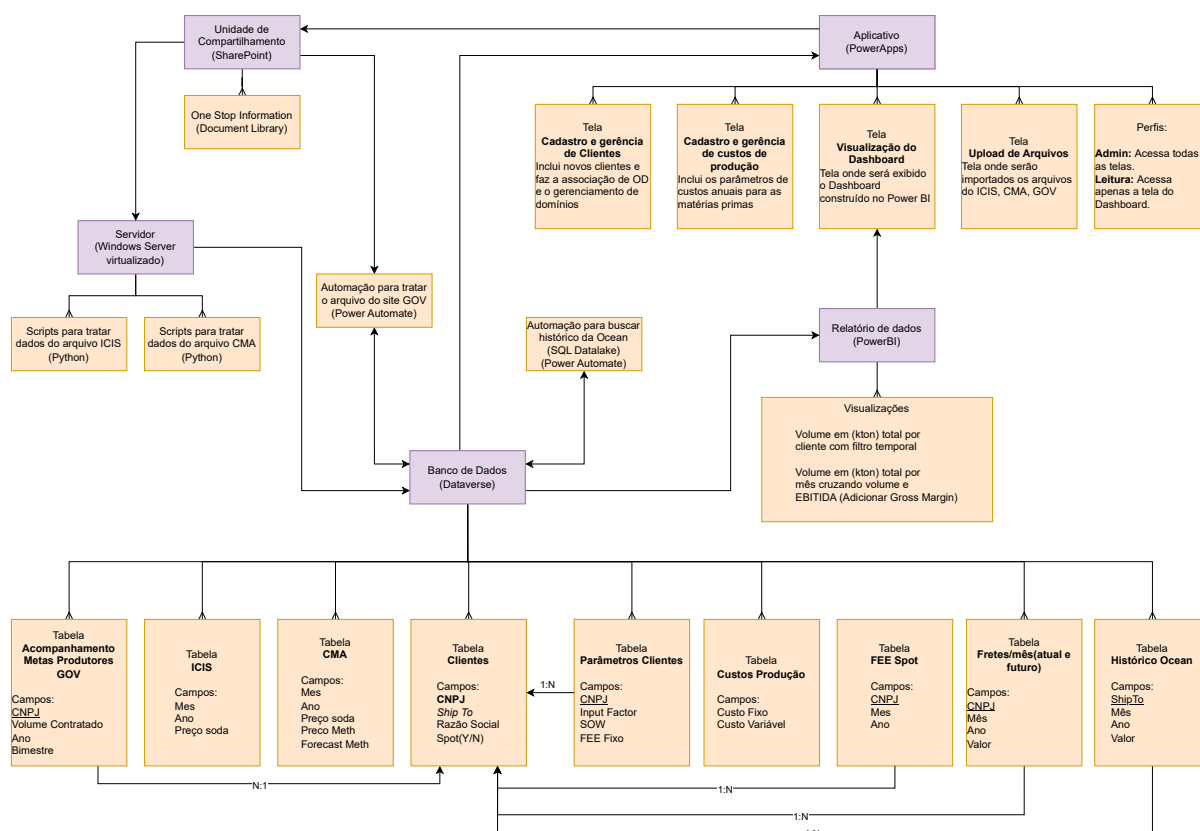 Unidade de
Compartilhamento
(SharePoint)
Aplicativo
(PowerApps)
One Stop Information
(Document Library)
Tela
Cadastro e gerência
de Clientes
Inclui novos clientes e
faz a associação de OD
e o gerenciamento de
domínios
Tela
Cadastro e gerência
de custos de
produção
Inclui os parâmetros de
custos anuais para as
matérias primas
Tela
Visualização do
Dashboard
Tela onde será exibido
o Dashboard
construído no Power BI
Tela
Upload de Arquivos
Tela onde serão
importados os arquivos
do ICIS, CMA, GOV
Perfis:
Admin: Acessa todas
as telas.
Leitura: Acessa
apenas a tela do
Dashboard.
Servidor
(Windows Server
virtualizado)
Automação para tratar
o arquivo do site GOV
(Power Automate)
Scripts para tratar
dados do arquivo ICIS
(Python)
Scripts para tratar
dados do arquivo CMA
(Python)
Automação para buscar
histórico da Ocean
(SQL Datalake)
(Power Automate)
Relatório de dados
(PowerBI)
Visualizações
Volume em (kton) total por
cliente com filtro temporal
Volume em (kton) total por
mês cruzando volume e
EBITIDA (Adicionar Gross Margin)
Banco de Dados
(Dataverse)
Tabela
Acompanhamento
Metas Produtores
GOV
Campos:
CNPJ
Volume Contratado
Ano
Bimestre
Tabela
ICIS
Campos:
Mes
Ano
Preço soda
Tabela
CMA
Campos:
Mes
Ano
Preço soda
Preco Meth
Forecast Meth
Tabela
Clientes
Campos:
CNPJ
Ship To
Razão Social
Spot(Y/N)
1:N
Tabela
Parâmetros Clientes
Campos:
CNPJ
Input Factor
SOW
FEE Fixo
Tabela
Custos Produção
Campos:
Custo Fixo
Custo Variável
Tabela
FEE Spot
Campos:
CNPJ
Mes
Ano
Tabela
Fretes/mês(atual e
futuro)
Campos:
CNPJ
Mês
Ano
Valor
Tabela
Histórico Ocean
Campos:
ShipTo
Mês
Ano
Valor
N:1
1:N
1:N